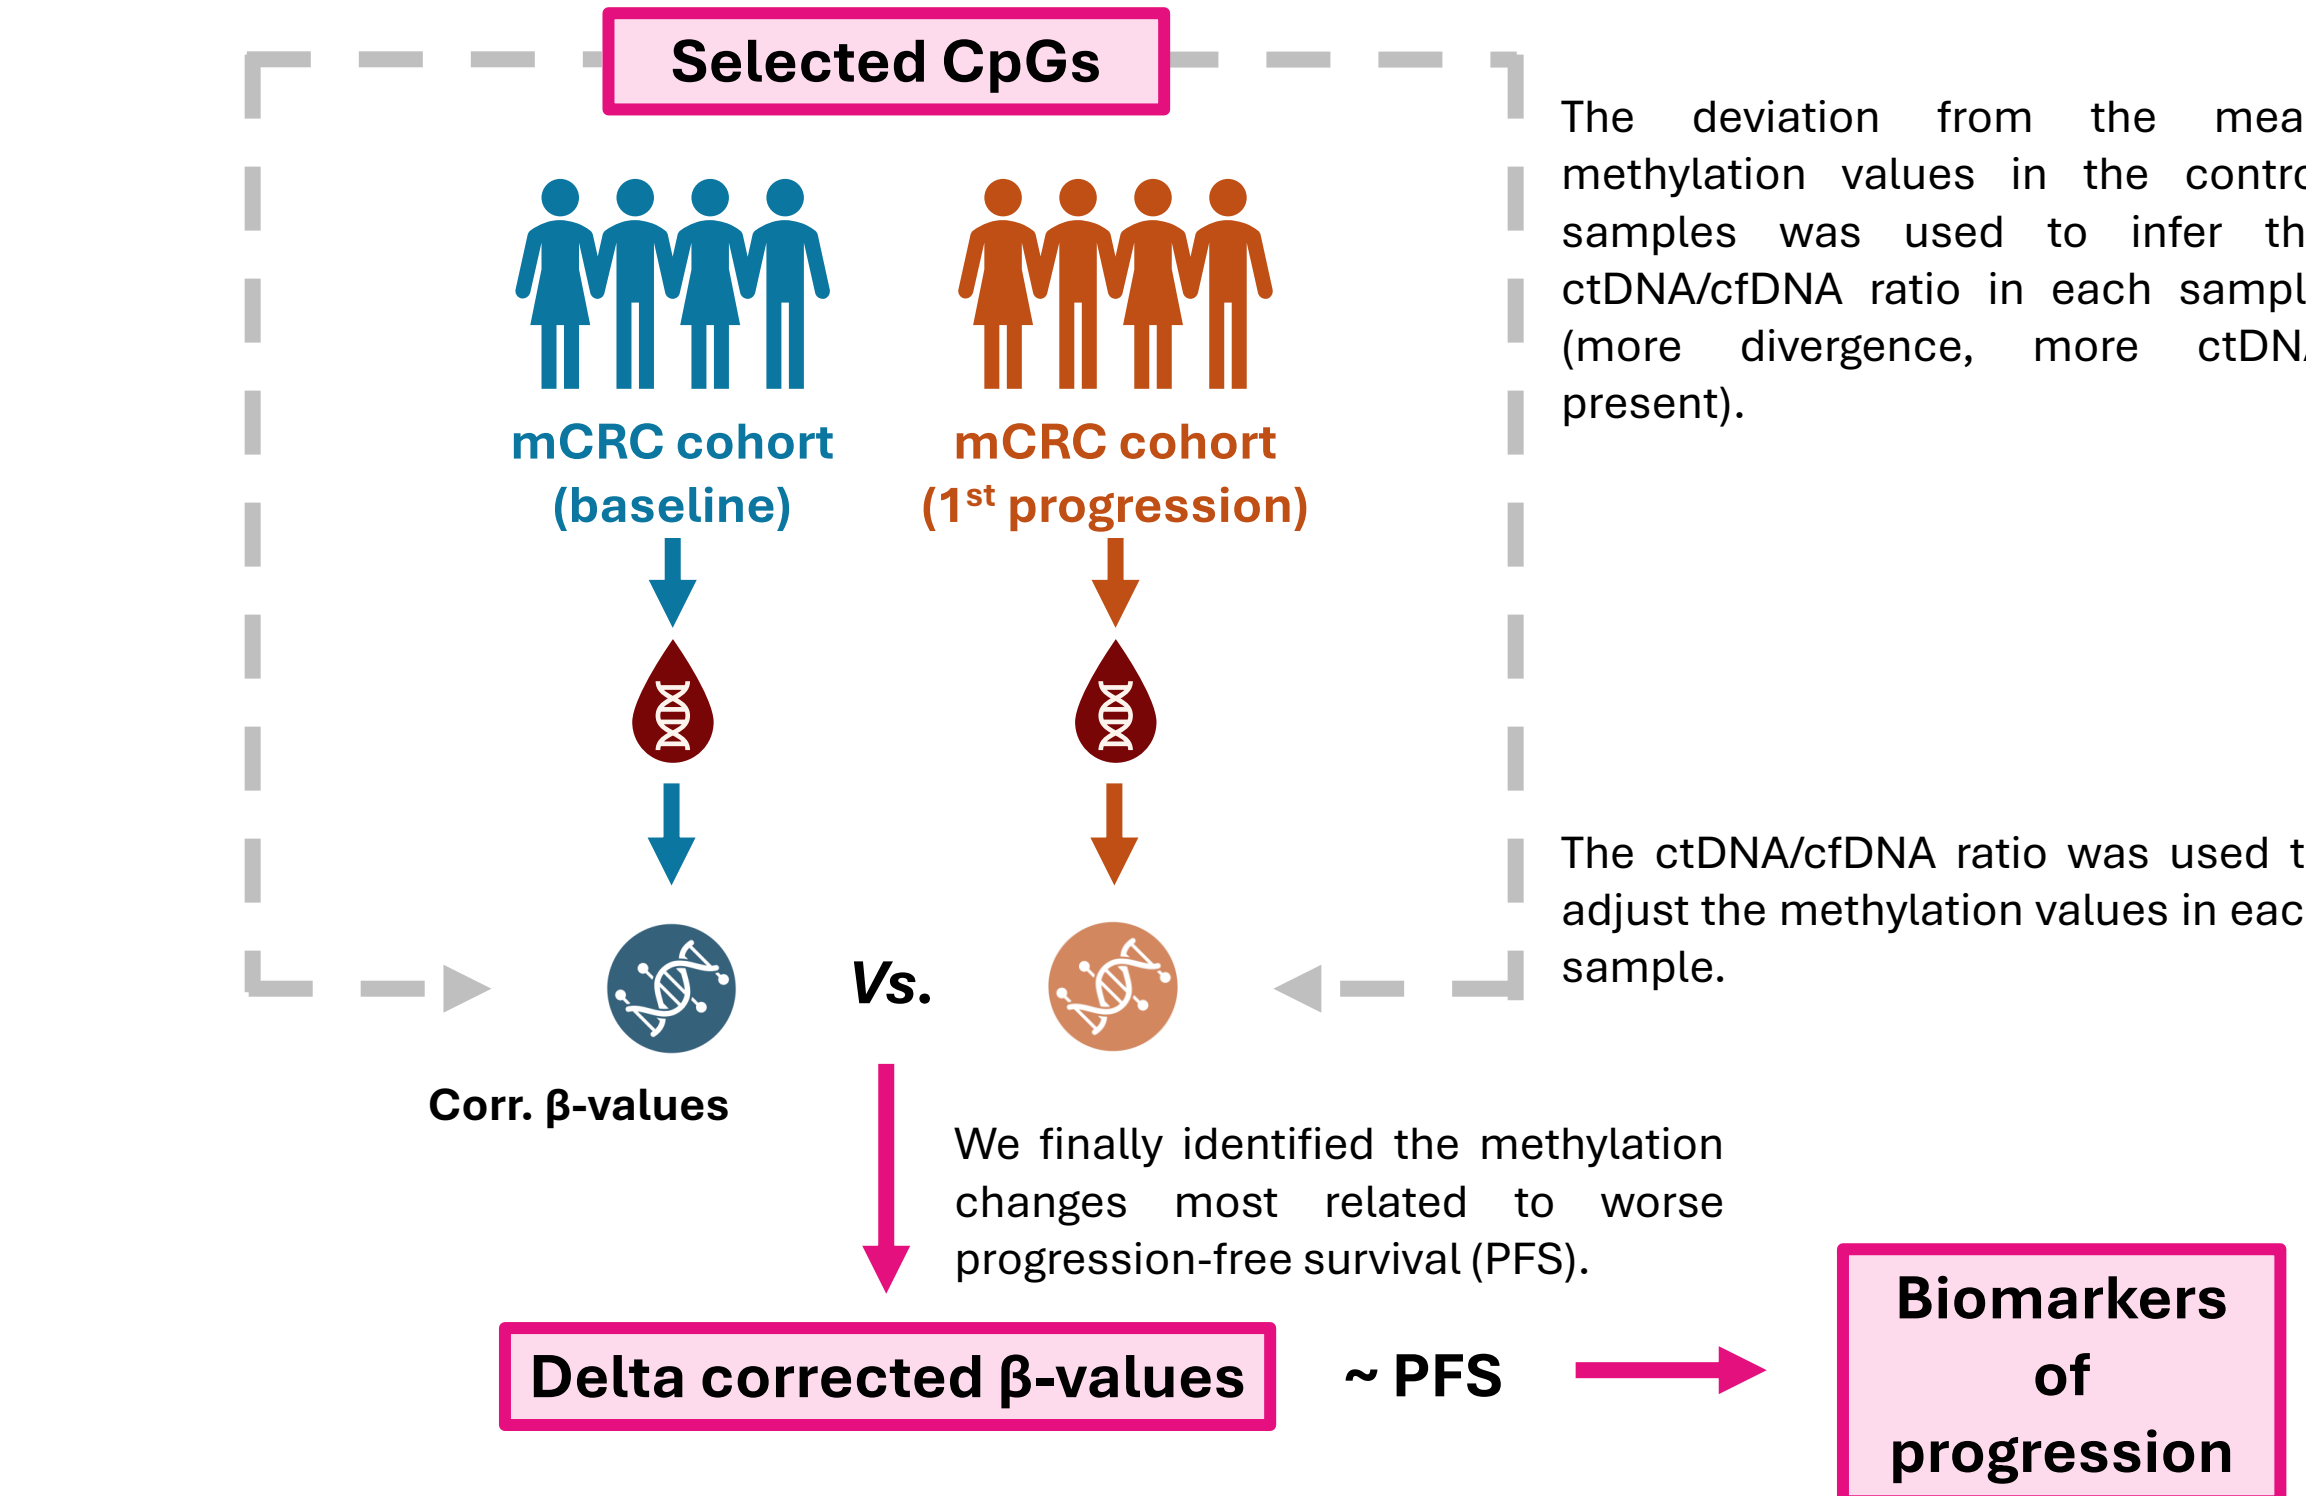 Selected CpGs
The deviation from the mea
methylation values in the contro
samples was used to infer th
ctDNA/cfDNA ratio in each sampl
(more divergence, more ctDNA
present).
mCRC cohort
(baseline)
mCRC cohort
(1st progression)
The ctDNA/cfDNA ratio was used t
adjust the methylation values in eac
sample.
Vs.
Corr. β-values
We finally identified the methylation
changes most related to worse
progression-free survival (PFS).
Delta corrected β-values
~ PFS
Biomarkers
of
progression